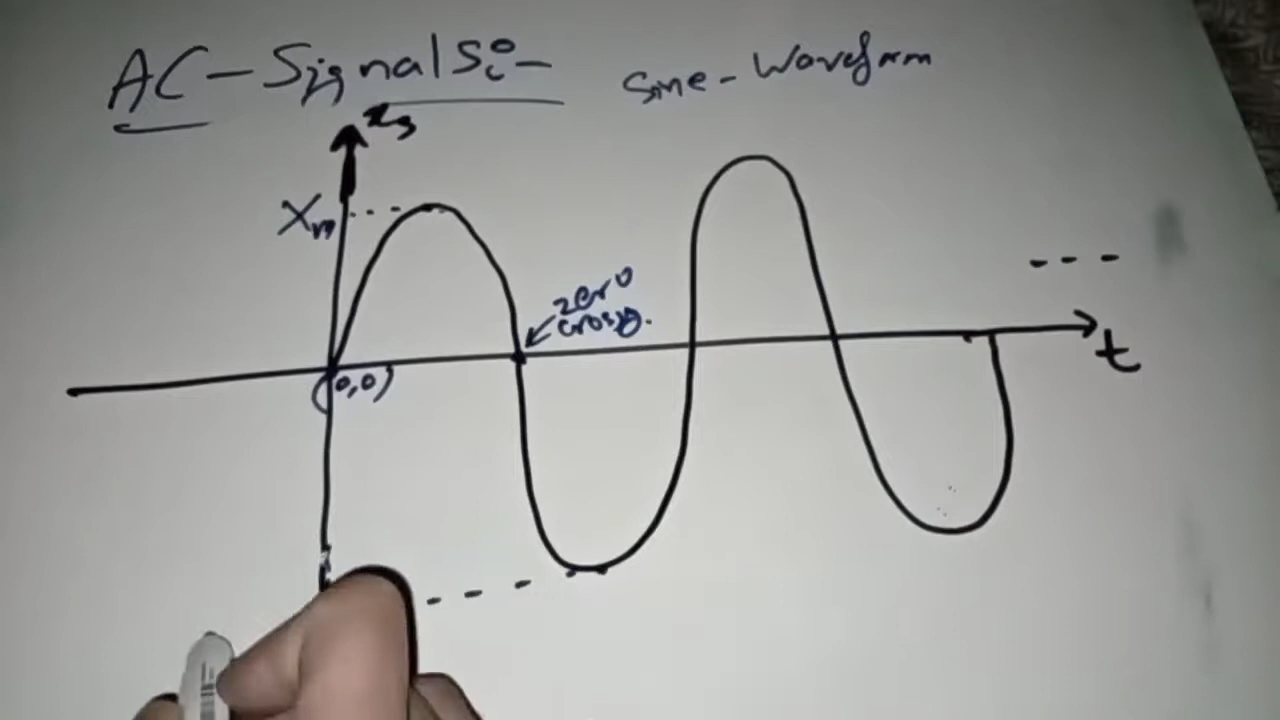 AC-Signals:-
Sine-Waveform
Xm
zero
crossg.
(0,0)
t